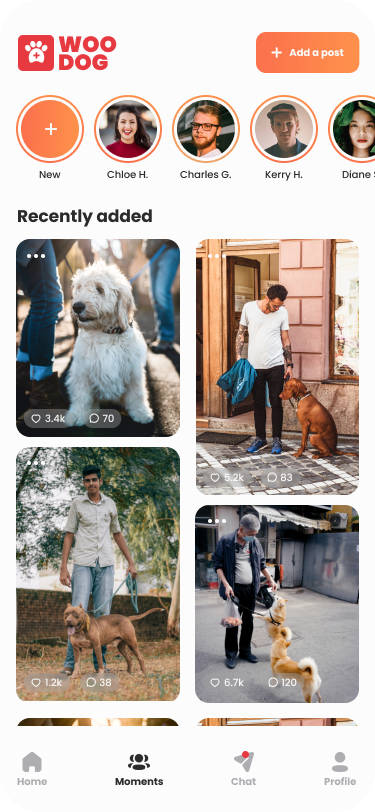 WOO
DOG
Add a post
New
Chloe H.
Charles G.
Kerry H.
Diane S
Recently added
3.4k
70
5.2k
83
1.2k
38
6.7k
120
Home
Moments
Chat
Profile